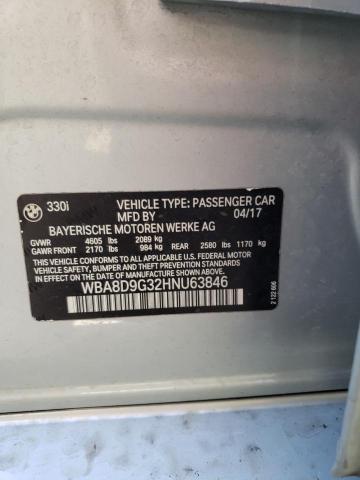 330i VEHICLE TYPE: PASSENGER CAR
MFD BY 04/17
BAYERISCHE MOTOREN WERKE AG
GVWR 4605 lbs 2089 kg
GAWR FRONT 2170 lbs 984 kg REAR 2580 lbs 1170 kg
THIS VEHICLE CONFORMS TO ALL APPLICABLE U.S. FEDERAL MOTOR
VEHICLE SAFETY, BUMPER, AND THEFT PREVENTION STANDARDS
IN EFFECT ON THE DATE OF MANUFACTURE SHOWN ABOVE.
WBA8D9G32HNU63846
2 122 606